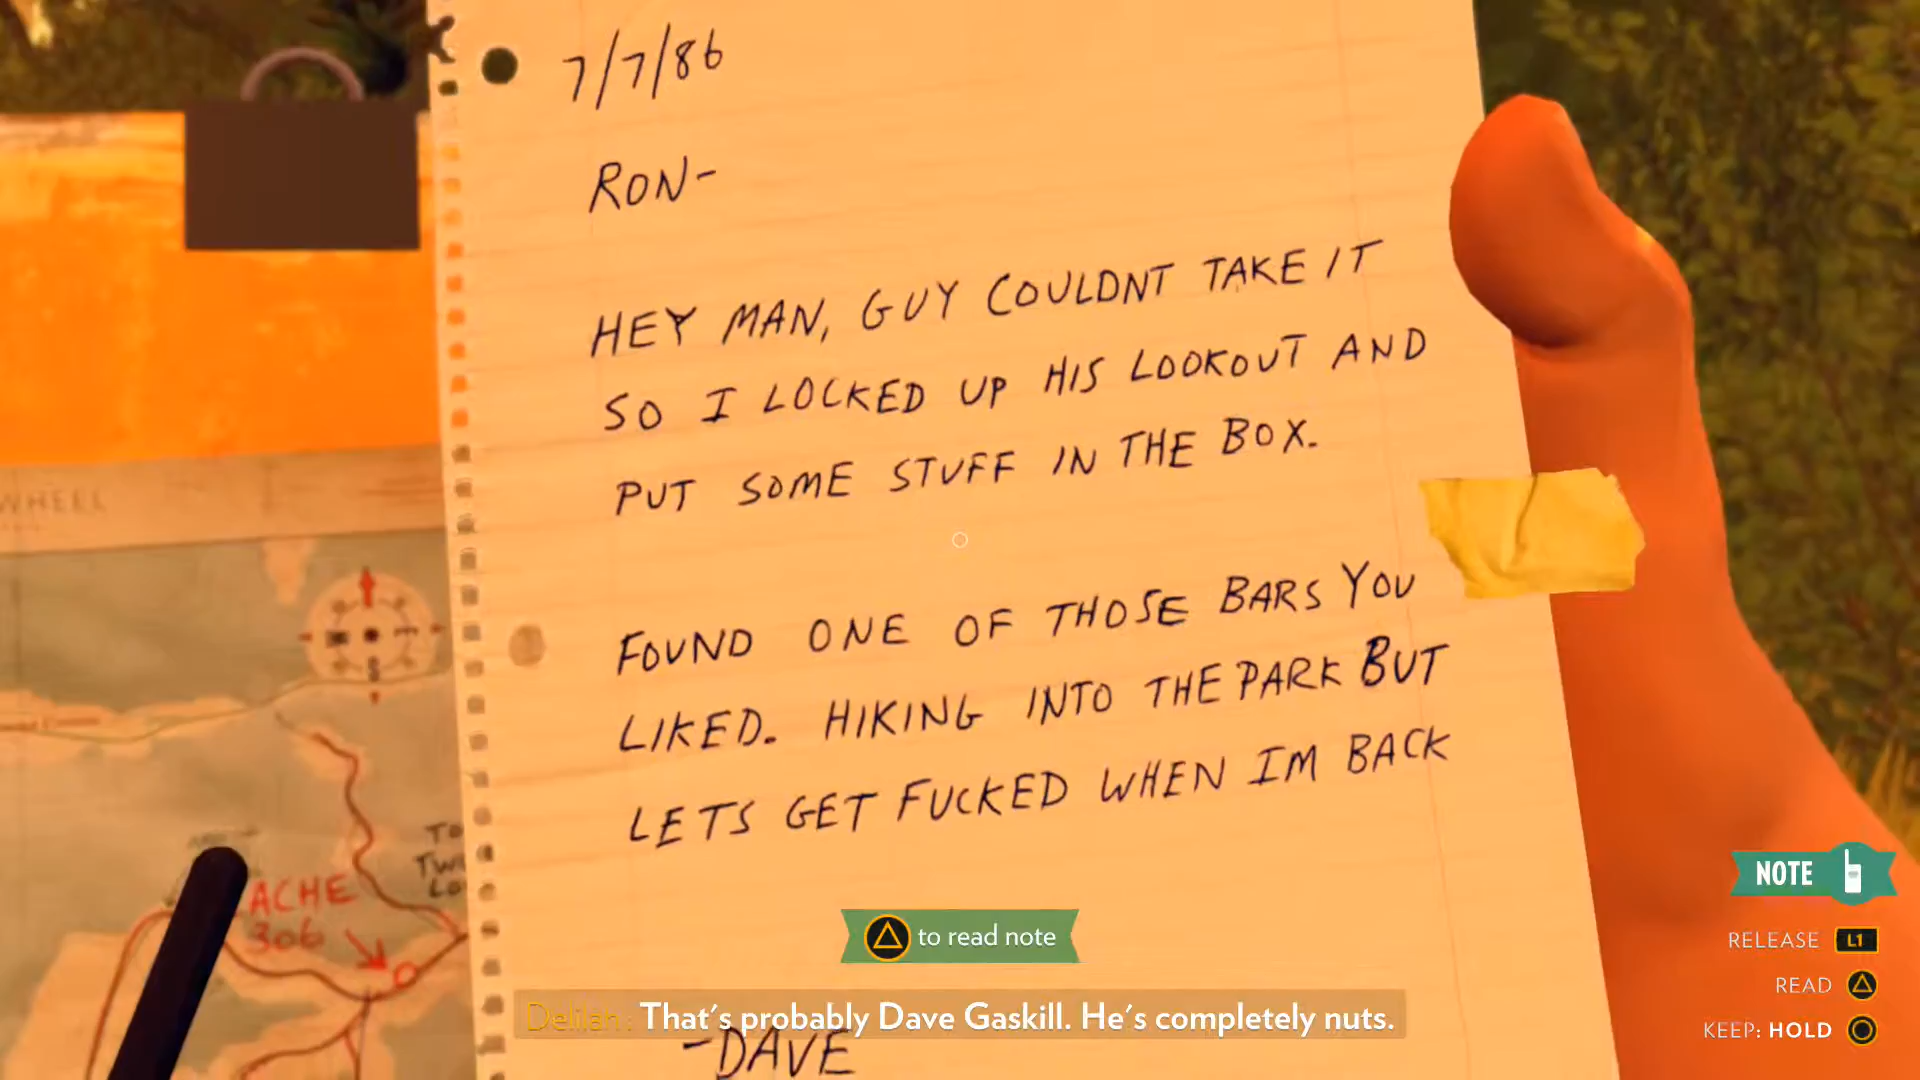 7/7/86
RON-
HEY MAN, GUY COULDNT TAKE IT
SO I LOCKED UP HIS LOOKOUT AND
PUT SOME STUFF IN THE BOX.
FOUND ONE OF THOSE BARS YOU
LIKED. HIKING INTO THE PARK BUT
LETS GET FUCKED WHEN IM BACK
-DAVE
WHEEL
ACHE
306
to read note
Delilah: That's probably Dave Gaskill. He's completely nuts.
NOTE
RELEASE L1
READ
KEEP: HOLD